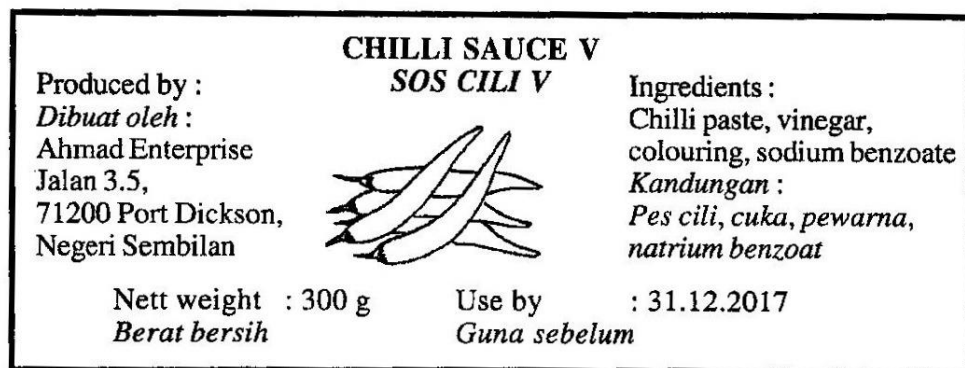 CHILLI SAUCE V
SOS CILI V
Produced by :
Dibuat oleh :
Ahmad Enterprise
Jalan 3.5,
71200 Port Dickson,
Negeri Sembilan
Ingredients :
Chilli paste, vinegar,
colouring, sodium benzoate
Kandungan :
Pes cili, cuka, pewarna,
natrium benzoat
Nett weight : 300 g
Berat bersih
Use by : 31.12.2017
Guna sebelum